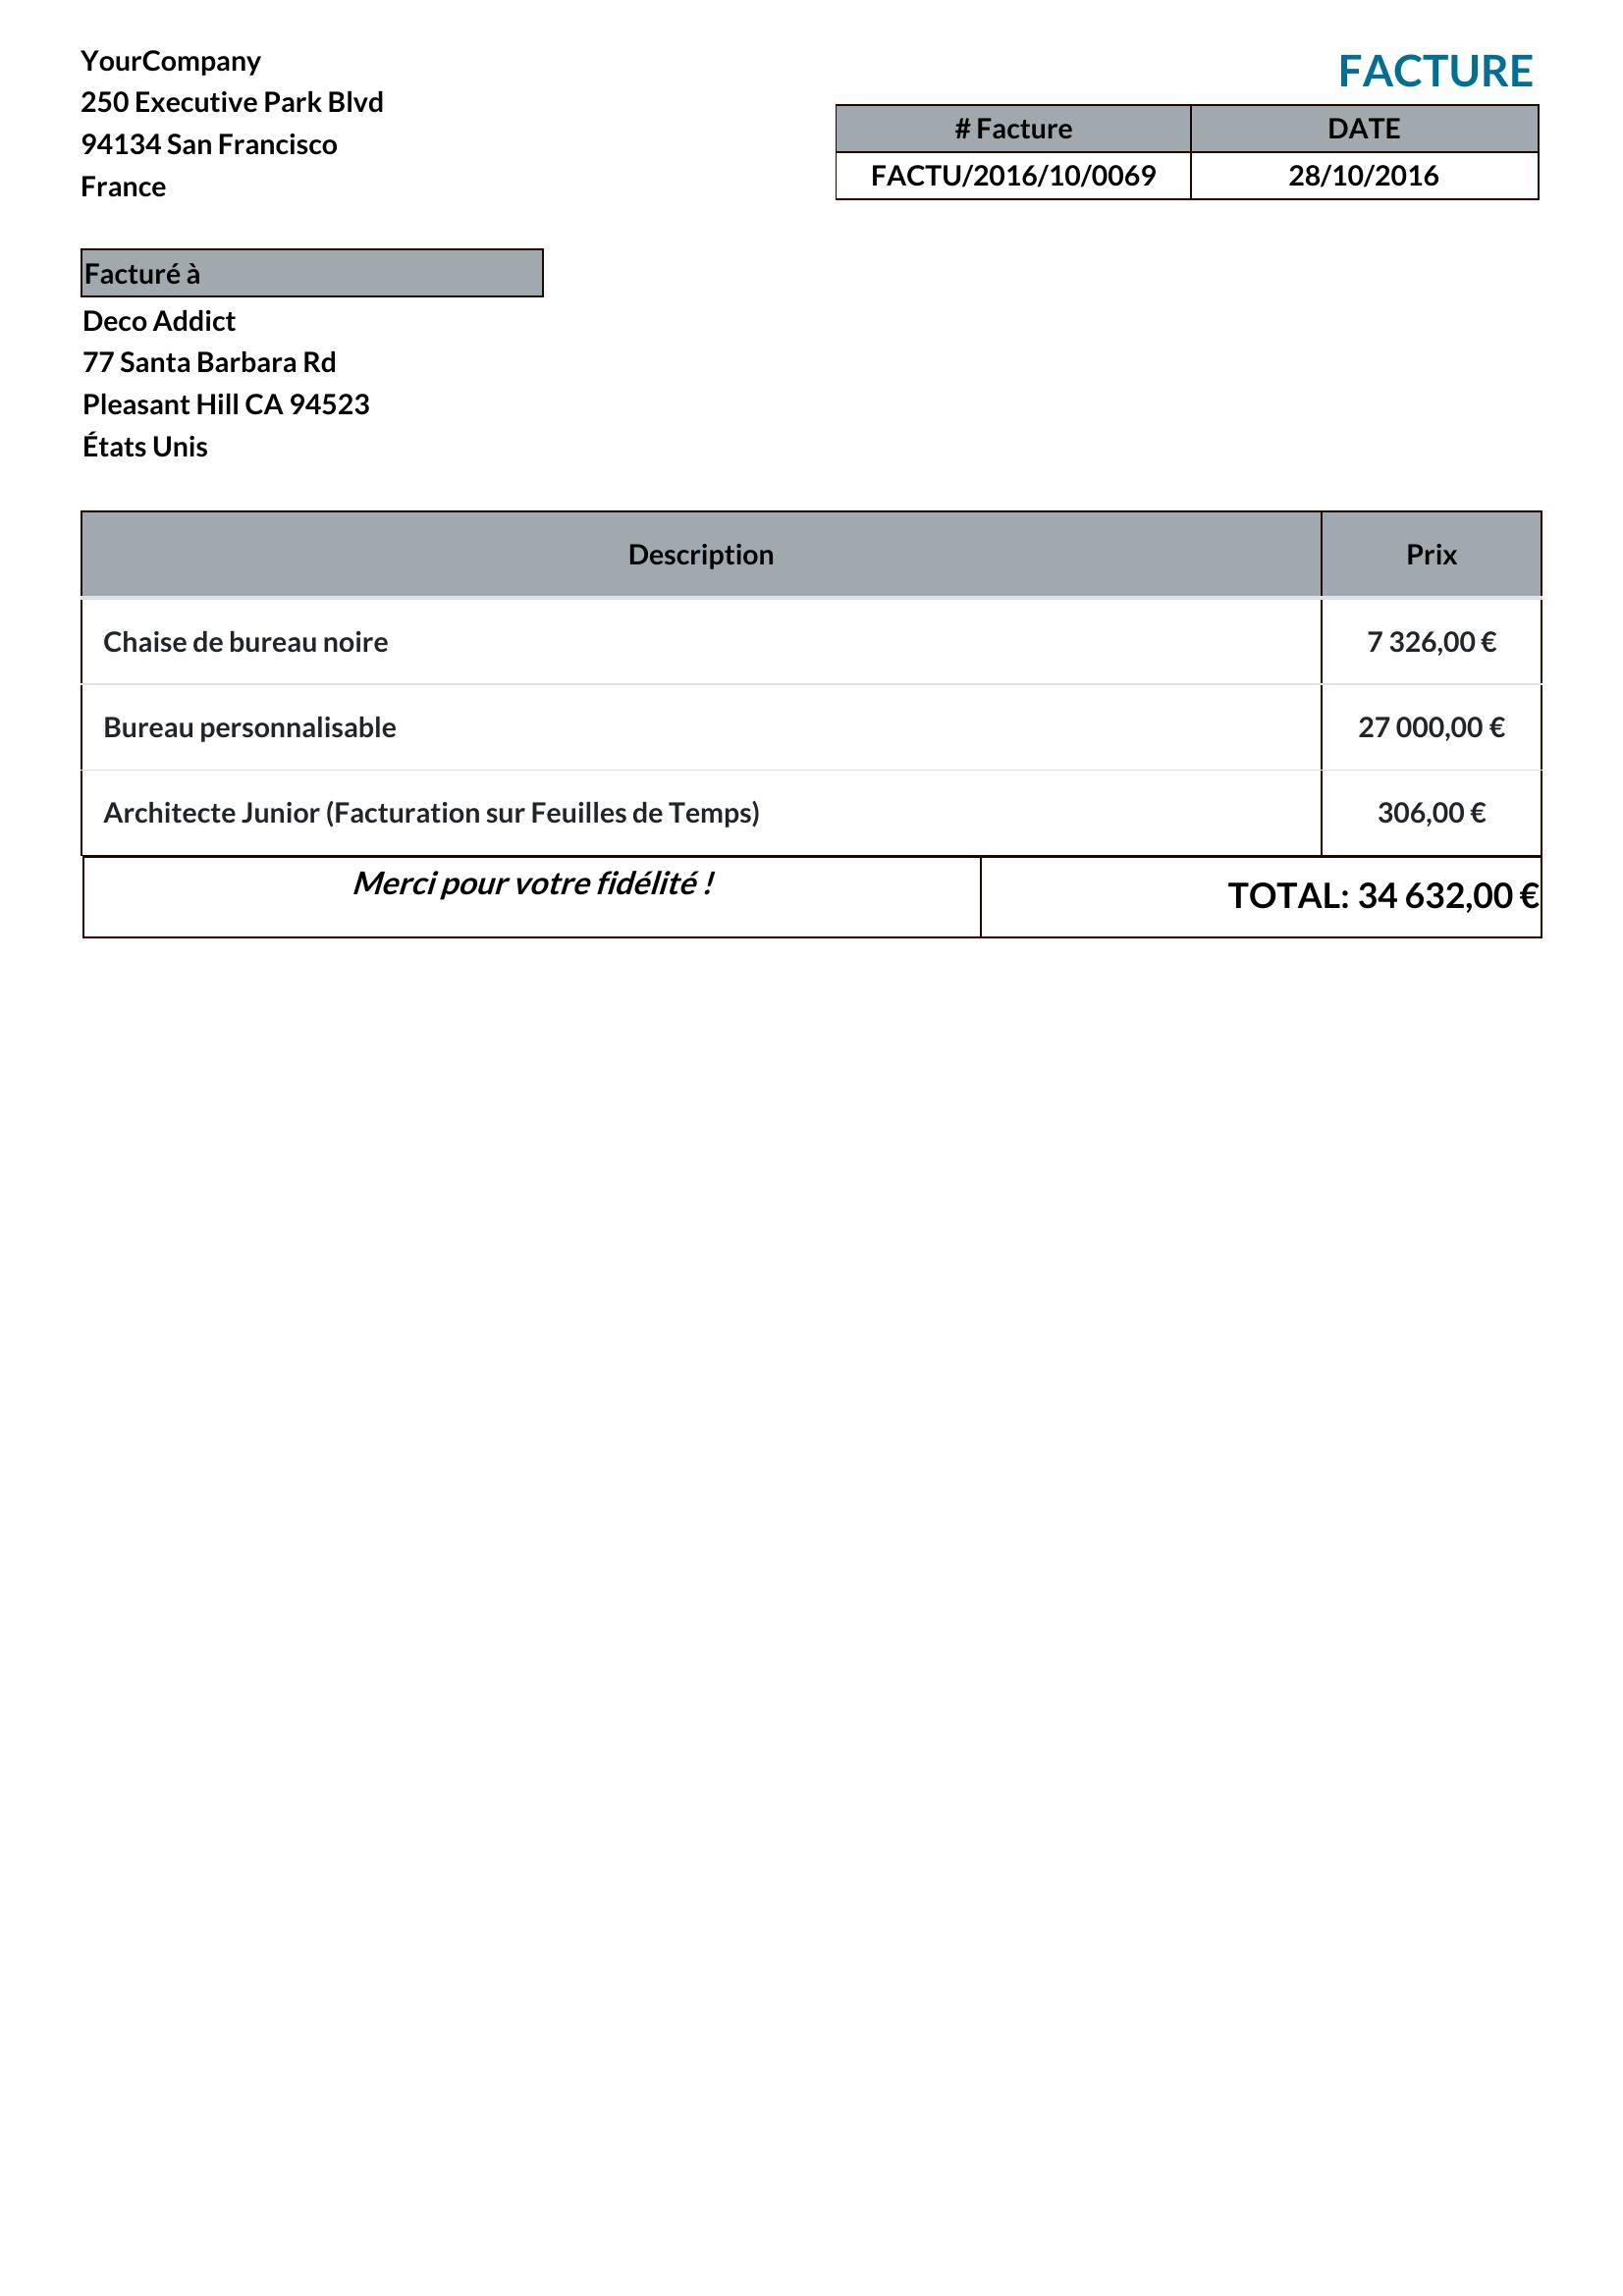 YourCompany
250 Executive Park Blvd
94134 San Francisco
France
FACTURE
# Facture DATE
FACTU/2016/10/0069 28/10/2016
Facturé à
Deco Addict
77 Santa Barbara Rd
Pleasant Hill CA 94523
États Unis
Description Prix
Chaise de bureau noire 7 326,00 €
Bureau personnalisable 27 000,00 €
Architecte Junior (Facturation sur Feuilles de Temps) 306,00 €
Merci pour votre fidélité ! TOTAL: 34 632,00 €